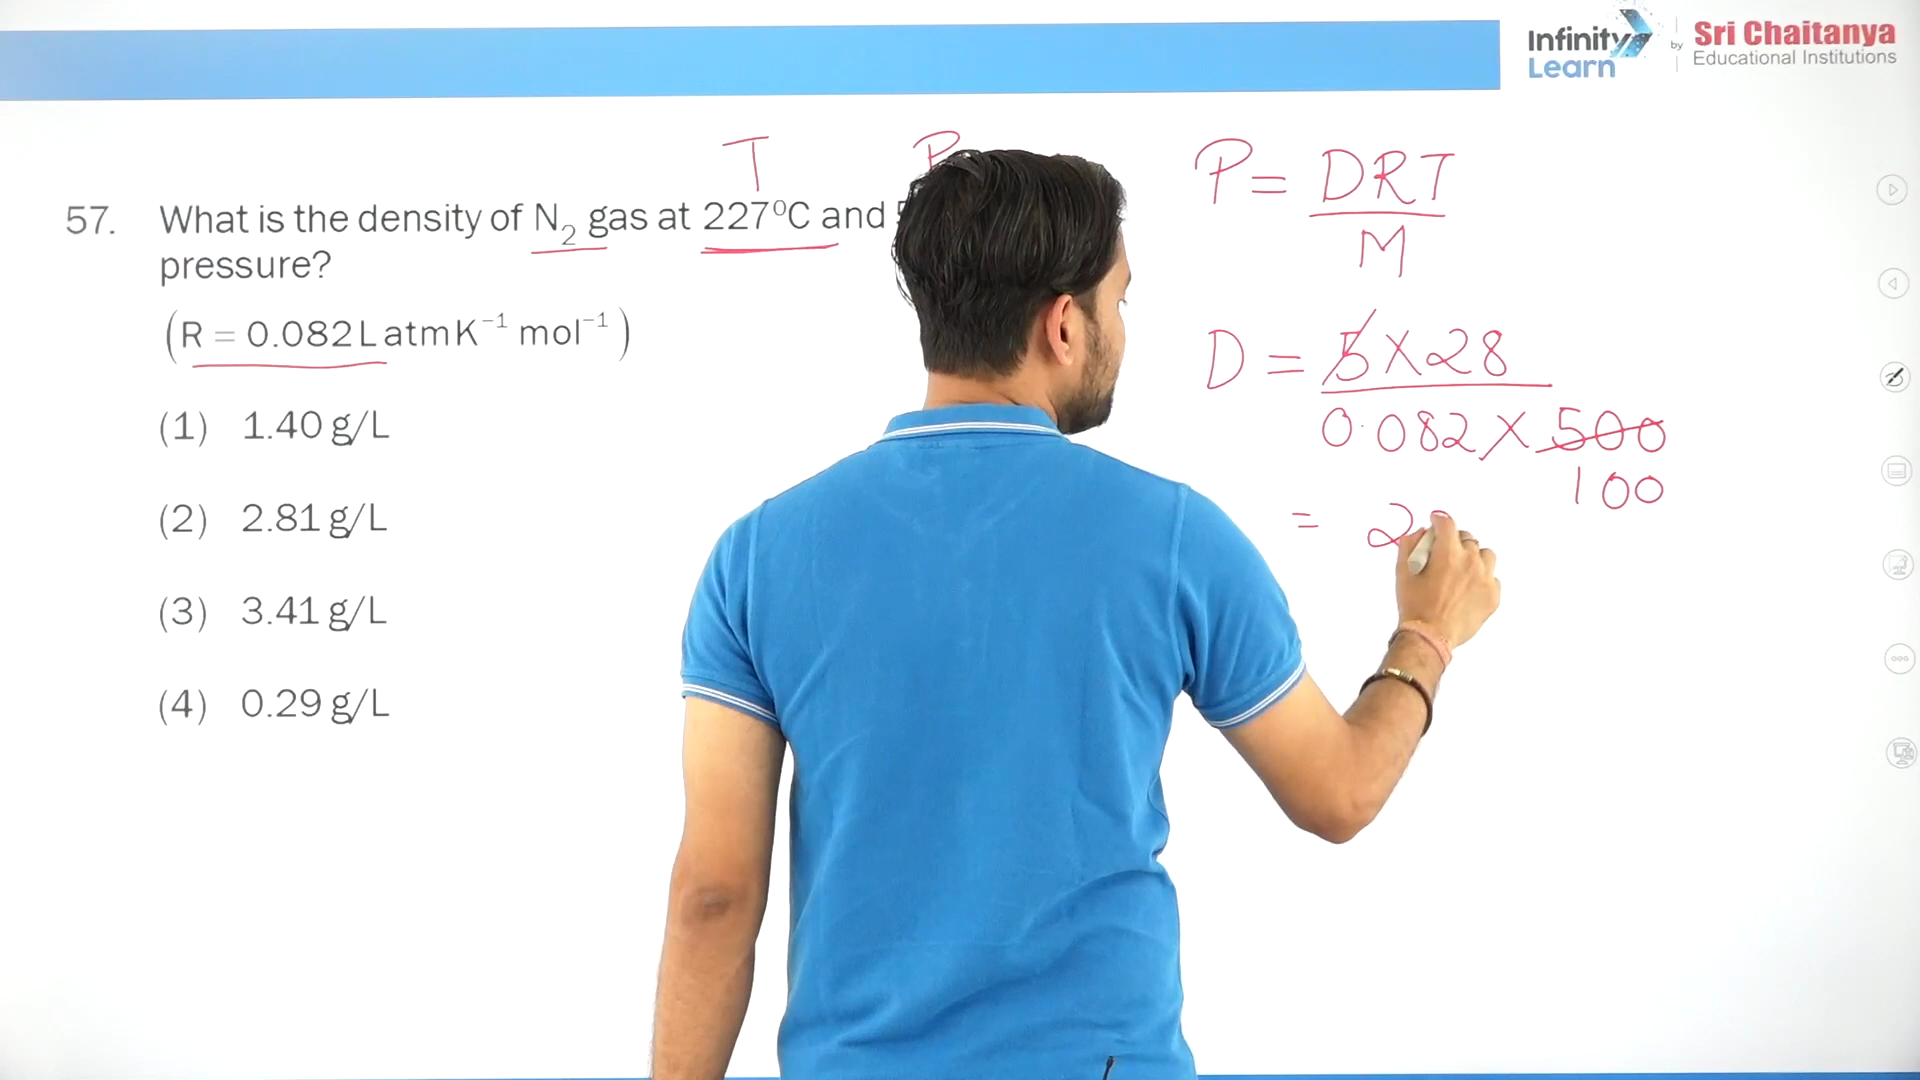 Infinity
Learn
by
Sri Chaitanya
Educational Institutions
T P
57. What is the density of N₂ gas at 227⁰C and
pressure?
(R = 0.082 L atm K⁻¹ mol⁻¹)
(1) 1.40 g/L
(2) 2.81 g/L
(3) 3.41 g/L
(4) 0.29 g/L
P = DRT
M
D = 5 X 28
0.082 X 500
100
= 2